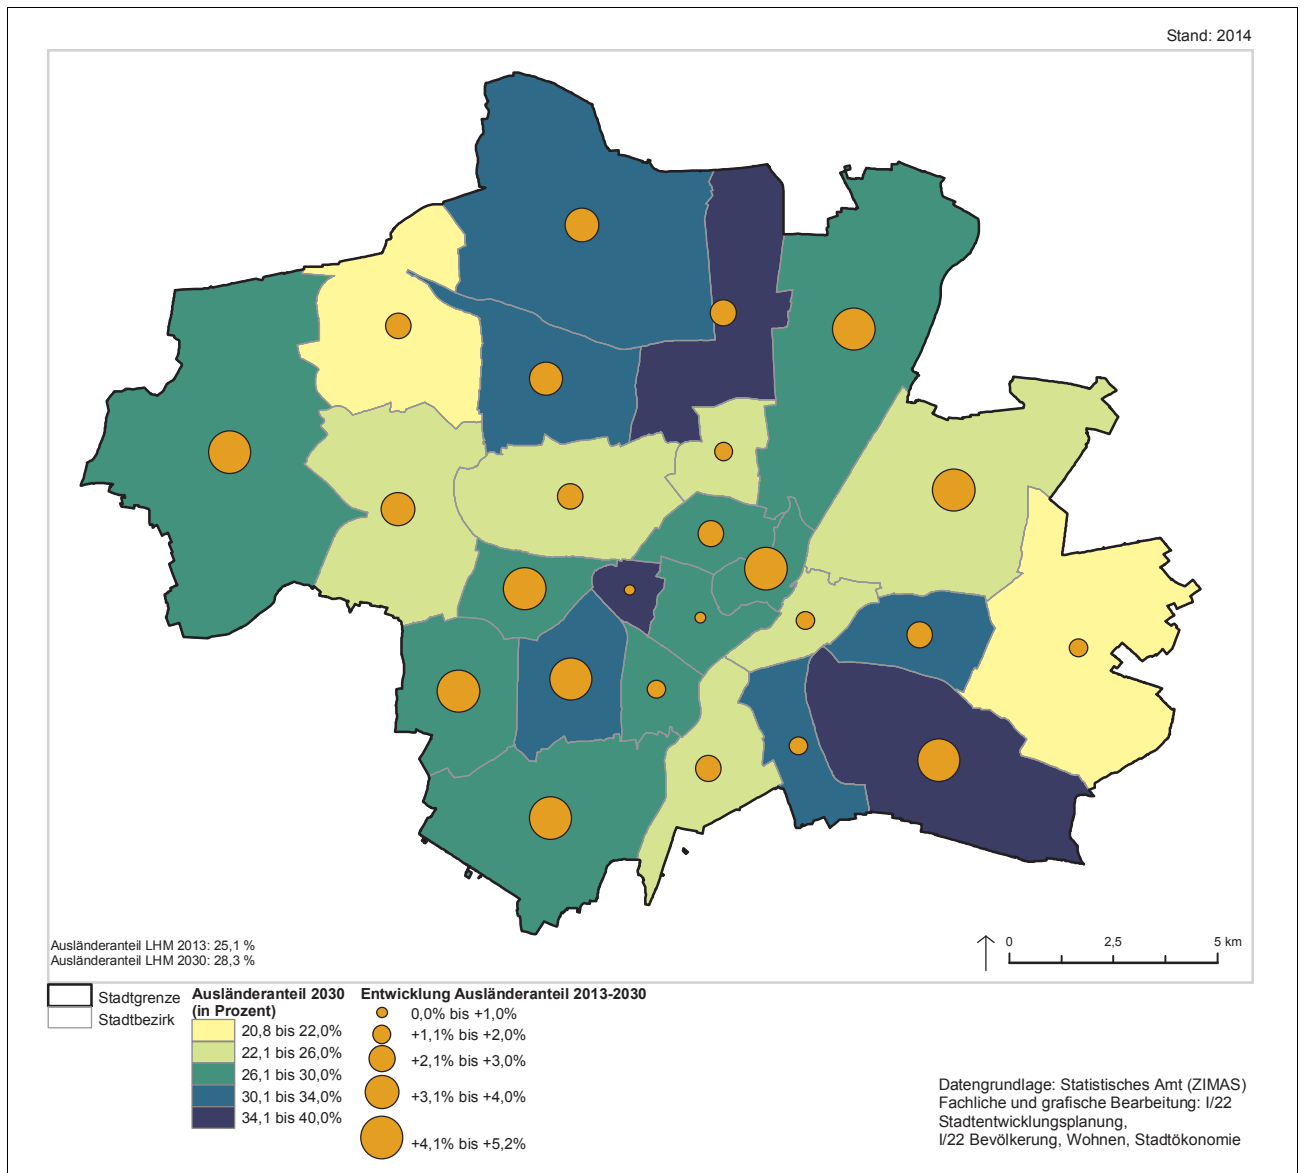 Stand: 2014
Ausländeranteil LHM 2013: 25,1 %
Ausländeranteil LHM 2030: 28,3 %
0 2,5 5 km
Stadtgrenze
Stadtbezirk
Ausländeranteil 2030
(in Prozent)
20,8 bis 22,0%
22,1 bis 26,0%
26,1 bis 30,0%
30,1 bis 34,0%
34,1 bis 40,0%
Entwicklung Ausländeranteil 2013-2030
0,0% bis +1,0%
+1,1% bis +2,0%
+2,1% bis +3,0%
+3,1% bis +4,0%
+4,1% bis +5,2%
Datengrundlage: Statistisches Amt (ZIMAS)
Fachliche und grafische Bearbeitung: I/22
Stadtentwicklungsplanung,
I/22 Bevölkerung, Wohnen, Stadtökonomie